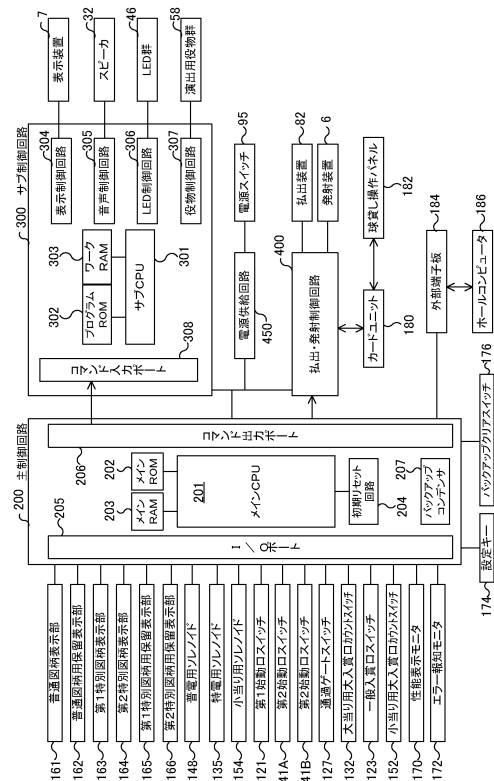 200 主制御回路
161 普通図柄表示部
162 普通図柄用保留表示部
163 第1特別図柄表示部
164 第2特別図柄表示部
165 第1特別図柄用保留表示部
166 第2特別図柄用保留表示部
148 普電用ソレノイド
135 特電用ソレノイド
154 小当り用ソレノイド
121 第1始動口スイッチ
141A 第2始動口スイッチ
141B 第2始動口スイッチ
127 通過ゲートスイッチ
132 大当り用大入賞口カウントスイッチ
123 一般入賞口スイッチ
152 小当り用大入賞口カウントスイッチ
170 性能表示モニタ
172 エラー報知モニタ
205
I/Oポート
203 メインRAM
202 メインROM
201
メインCPU
初期リセット回路
204
207
バックアップコンデンサ
206
コマンド出力ポート
174 設定キー
バックアップクリアスイッチ 176
300 サブ制御回路
コマンド入力ポート
308
302 プログラムROM
303 ワークRAM
サブCPU 301
304 表示制御回路
305 音声制御回路
306 LED制御回路
307 役物制御回路
表示装置 7
スピーカ 32
LED群 46
演出用役物群 58
電源供給回路
450
電源スイッチ 95
400
払出・発射制御回路
払出装置 82
発射装置 6
カードユニット
180
球貸し操作パネル
182
外部端子板 184
ホールコンピュータ 186